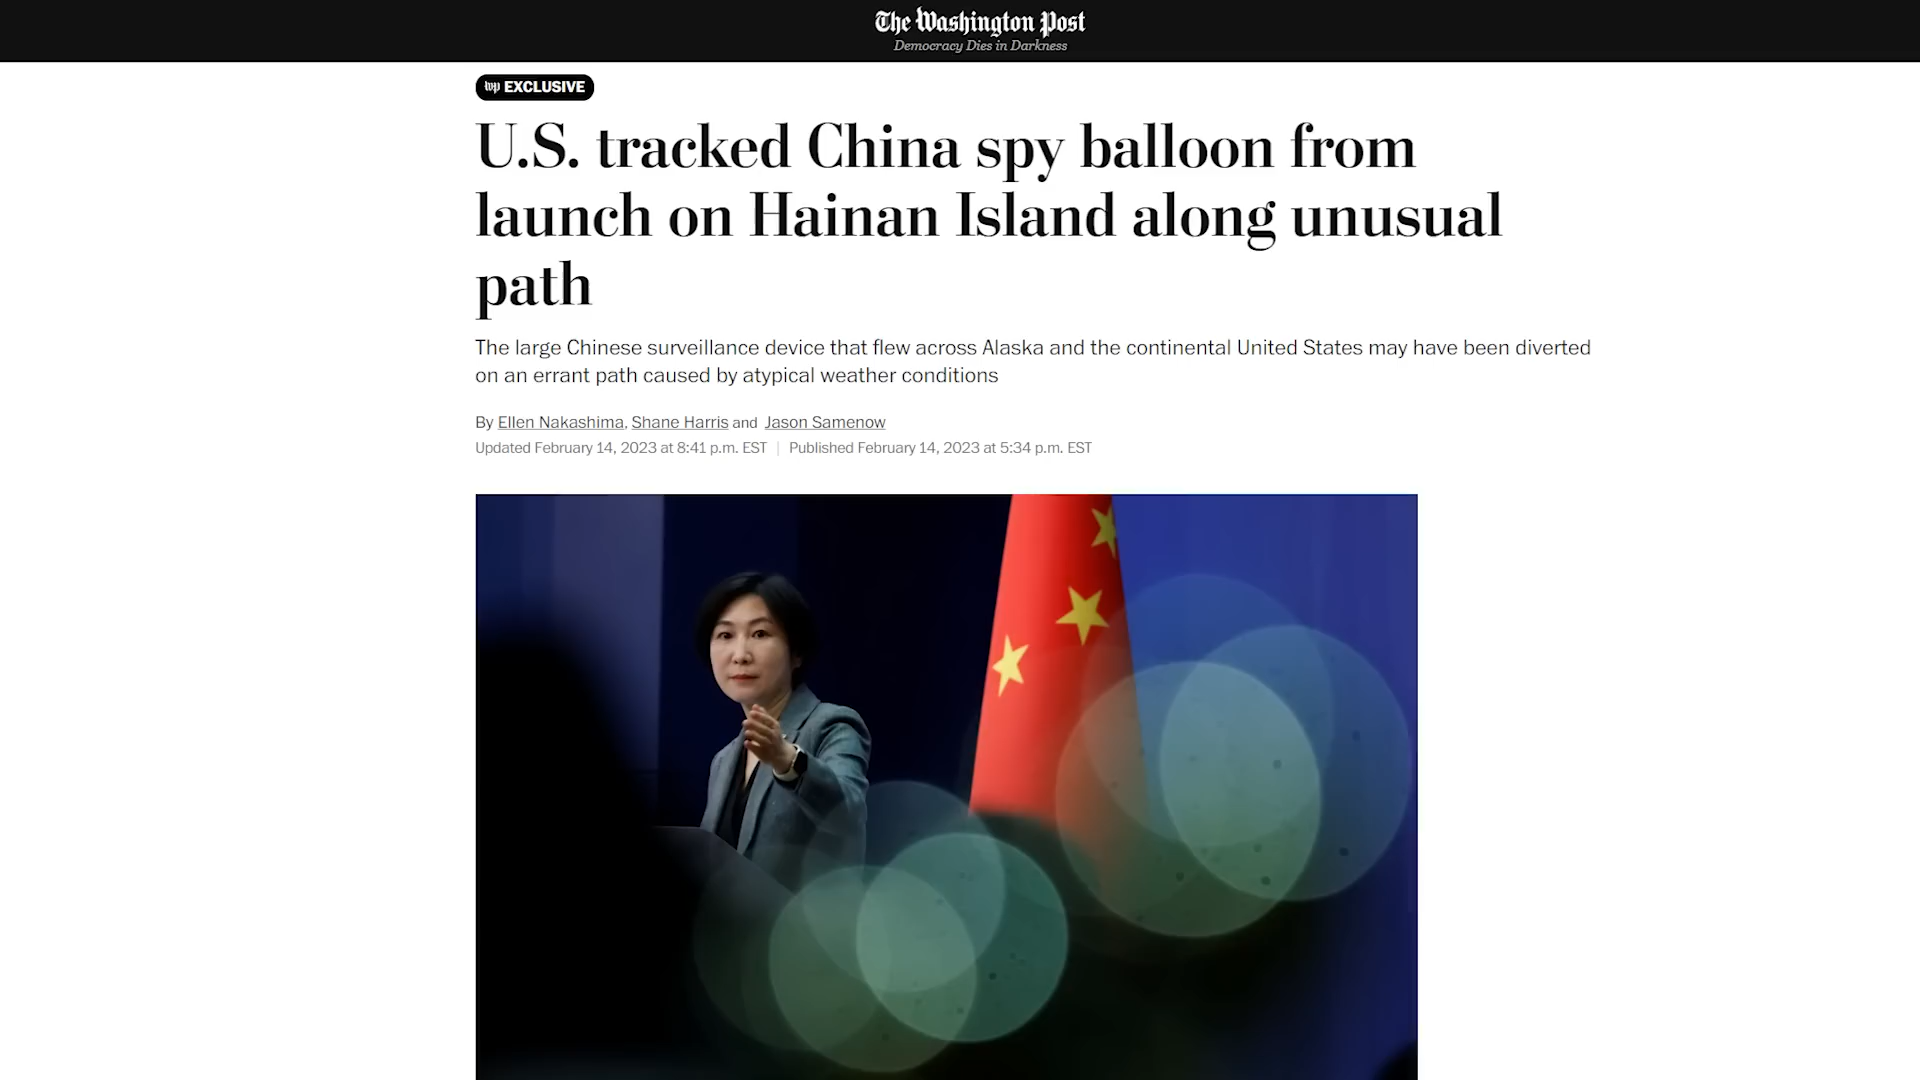 The Washington Post
Democracy Dies in Darkness
wp EXCLUSIVE
U.S. tracked China spy balloon from
launch on Hainan Island along unusual
path
The large Chinese surveillance device that flew across Alaska and the continental United States may have been diverted
on an errant path caused by atypical weather conditions
By Ellen Nakashima, Shane Harris and Jason Samenow
Updated February 14, 2023 at 8:41 p.m. EST | Published February 14, 2023 at 5:34 p.m. EST